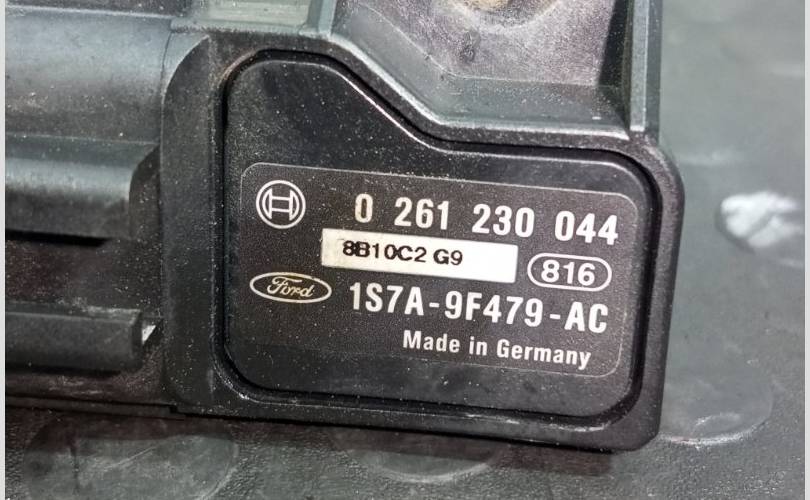 0 261 230 044
8B10C2 G9
816
Ford
1S7A-9F479-AC
Made in Germany